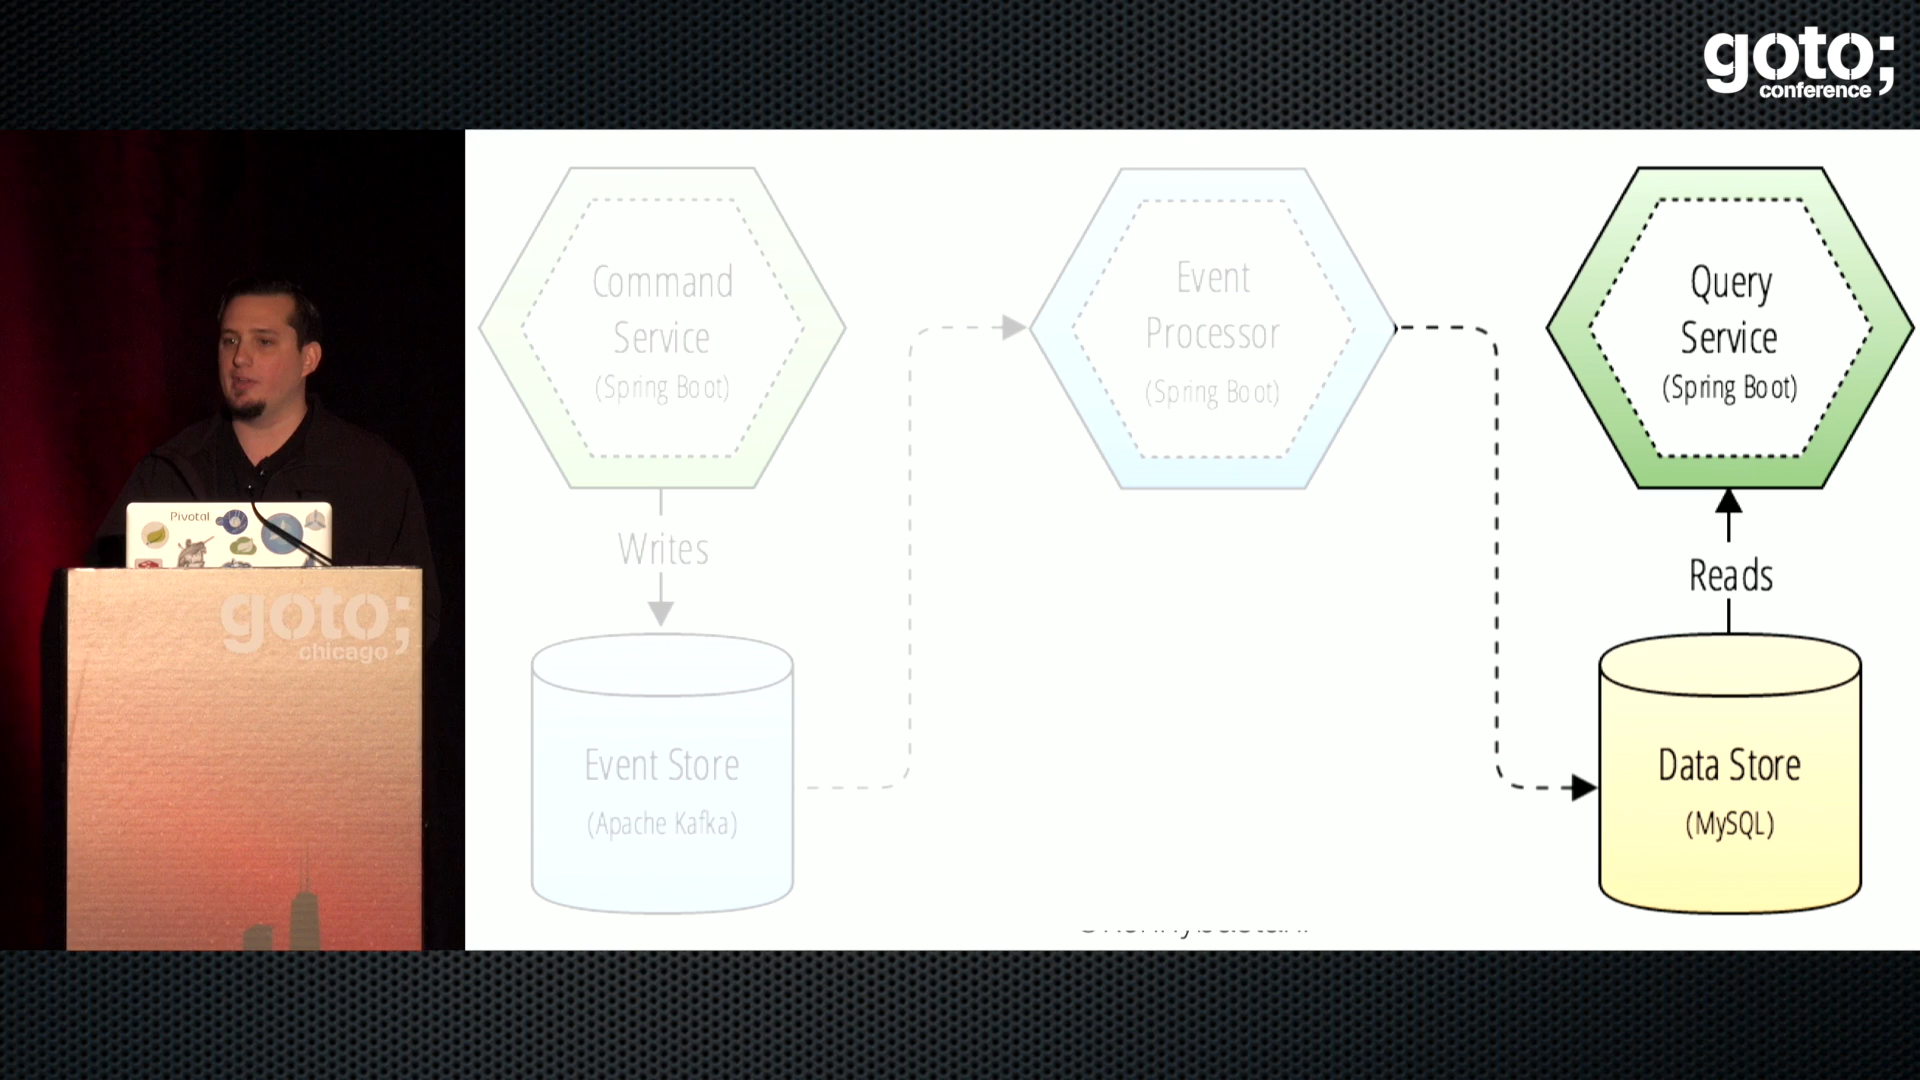 goto;
conference
Command
Service
(Spring Boot)
Writes
Event Store
(Apache Kafka)
Event
Processor
(Spring Boot)
Query
Service
(Spring Boot)
Reads
Data Store
(MySQL)
Pivotal
goto;
chicago